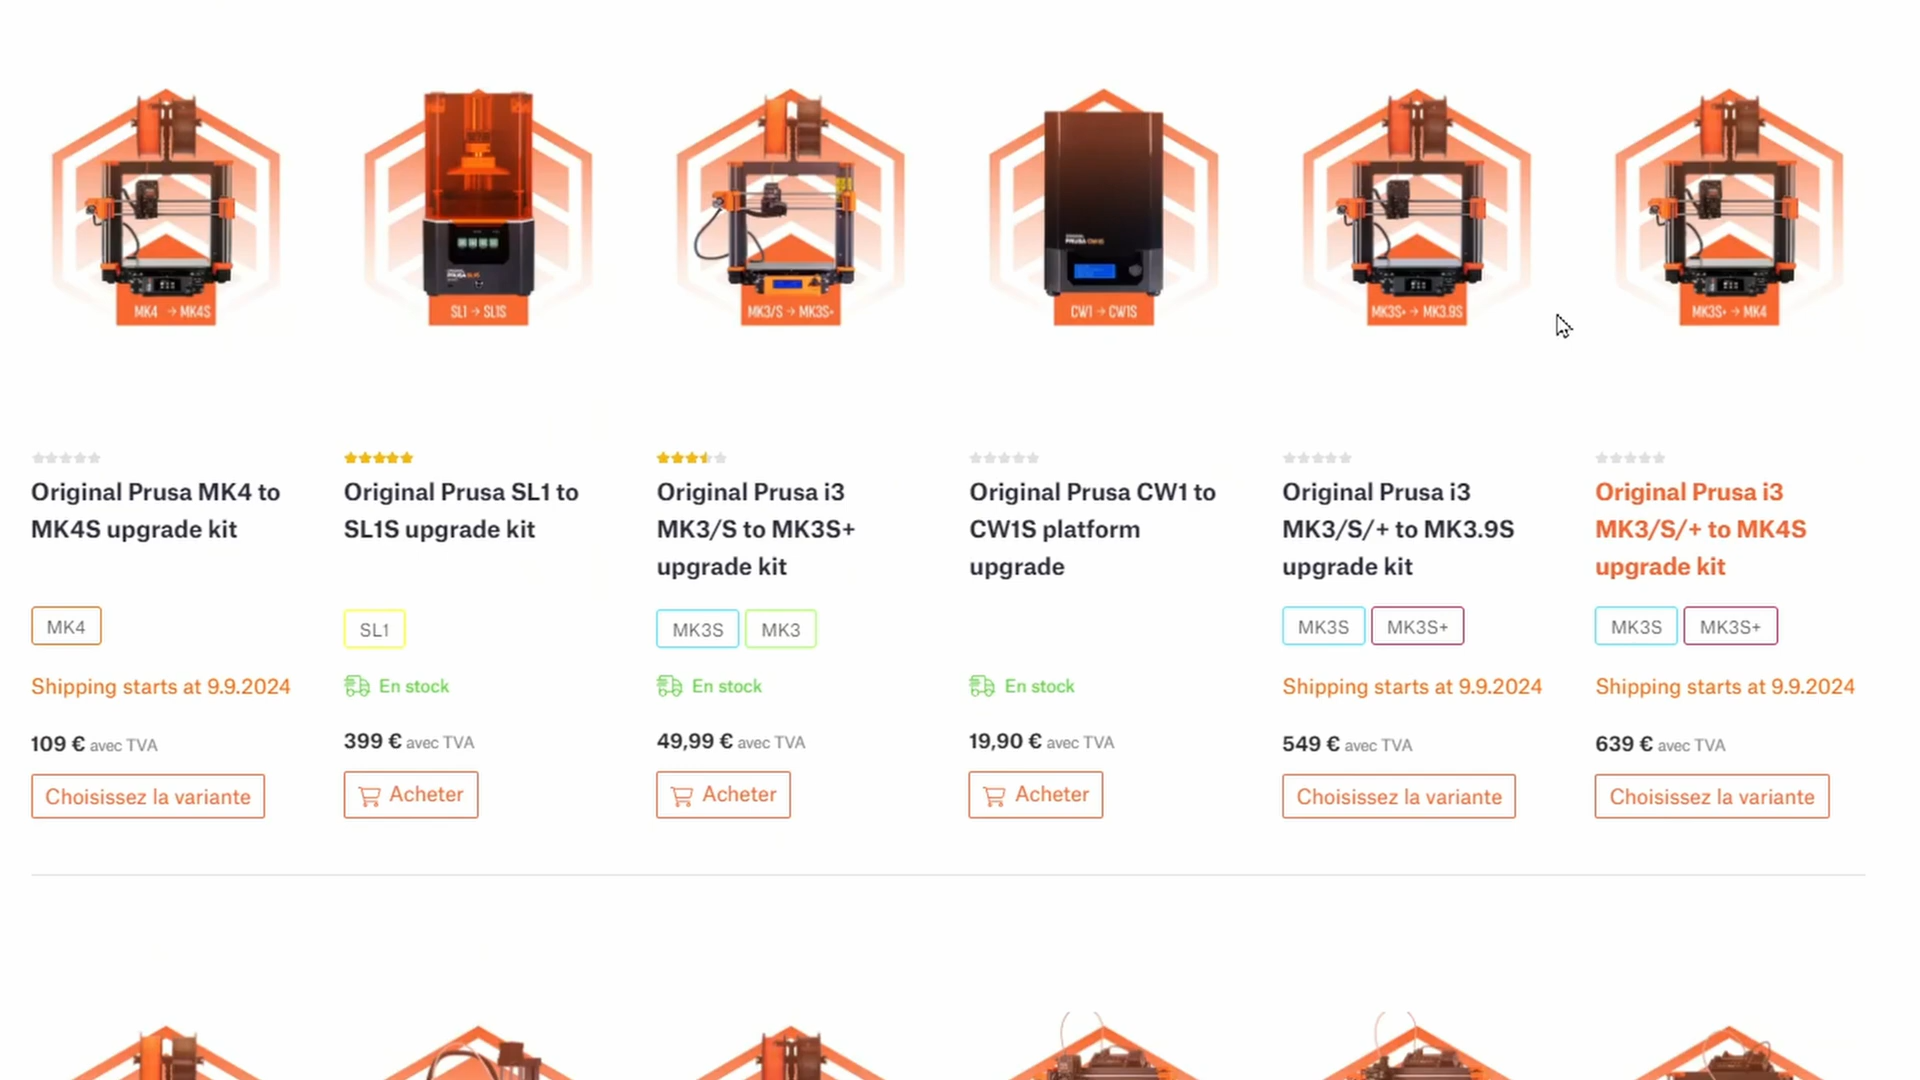 MK4 → MK4S
SL1 → SL1S
MK3/S → MK3S+
CW1 → CW1S
MK3S+ → MK3.9S
MK3S+ → MK4
Original Prusa MK4 to
MK4S upgrade kit
MK4
Shipping starts at 9.9.2024
109 € avec TVA
Choisissez la variante
Original Prusa SL1 to
SL1S upgrade kit
SL1
En stock
399 € avec TVA
Acheter
Original Prusa i3
MK3/S to MK3S+
upgrade kit
MK3S MK3
En stock
49,99 € avec TVA
Acheter
Original Prusa CW1 to
CW1S platform
upgrade
En stock
19,90 € avec TVA
Acheter
Original Prusa i3
MK3/S/+ to MK3.9S
upgrade kit
MK3S MK3S+
Shipping starts at 9.9.2024
549 € avec TVA
Choisissez la variante
Original Prusa i3
MK3/S/+ to MK4S
upgrade kit
MK3S MK3S+
Shipping starts at 9.9.2024
639 € avec TVA
Choisissez la variante